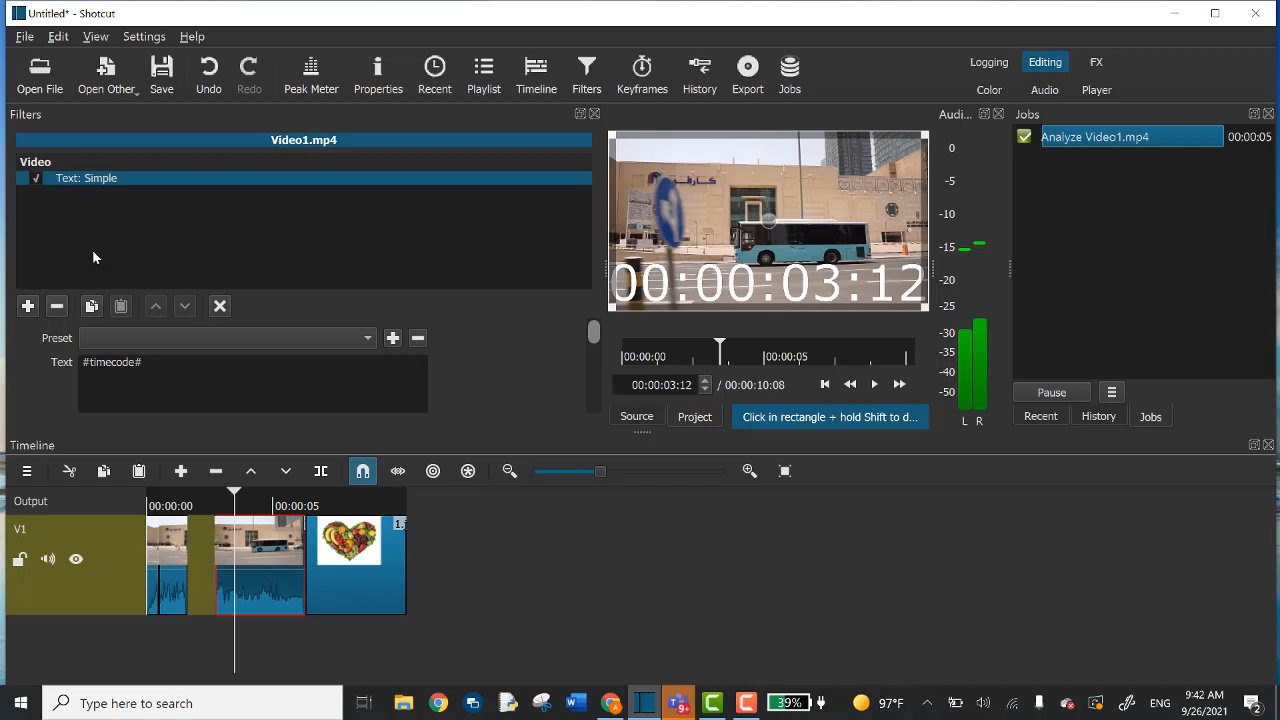 Untitled* - Shotcut
File Edit View Settings Help
Open File Open Other... Save Undo Redo Peak Meter Properties Recent Playlist Timeline Filters Keyframes History Export Jobs
Logging Editing FX
Color Audio Player
Filters
Audi... Jobs
Video1.mp4
Video
Text: Simple
Analyze Video1.mp4 00:00:05
كارفور
00:00:03:12
0
-5
-10
-15
-20
-25
-30
-35
-40
-50
L R
Preset
Text #timecode#
00:00:00 00:00:05
00:00:03:12 / 00:00:10:08
Source Project Click in rectangle + hold Shift to d...
Pause
Recent History Jobs
Timeline
Output
00:00:00 00:00:05
V1
1.j
Type here to search
9+
39%
97°F
ENG
9:42 AM
9/26/2021
2